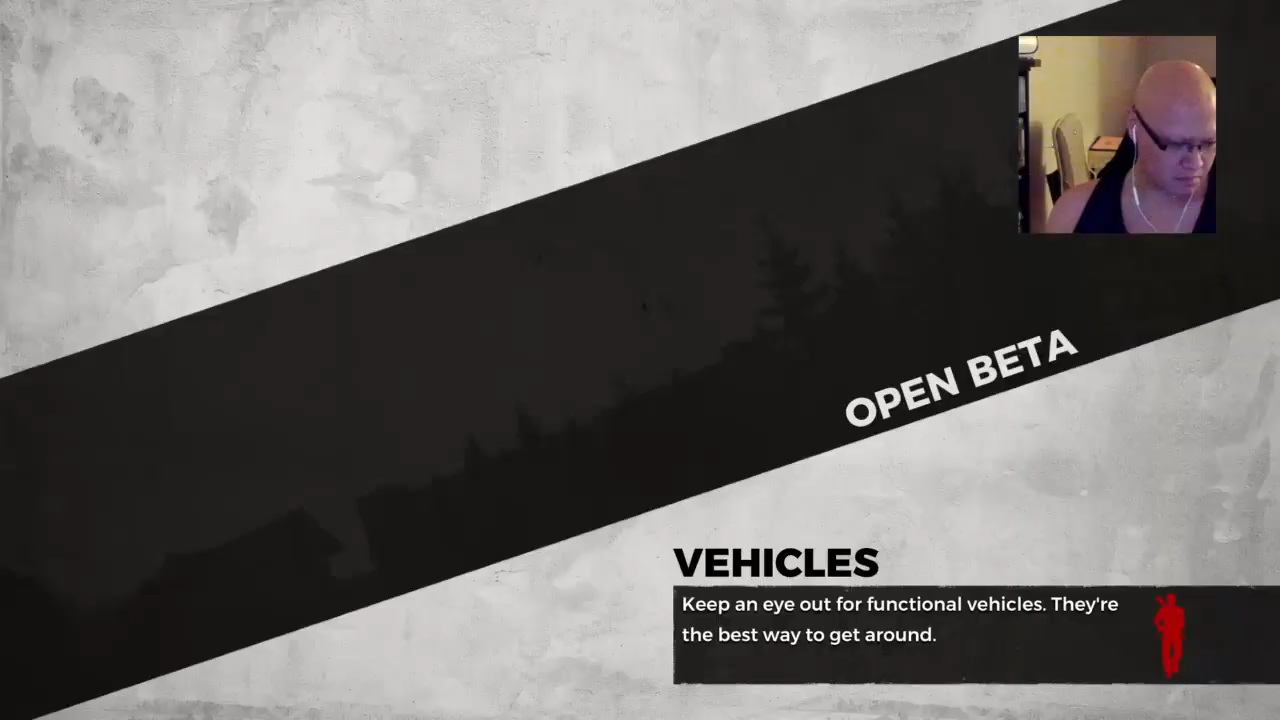 OPEN BETA
VEHICLES
Keep an eye out for functional vehicles. They're
the best way to get around.